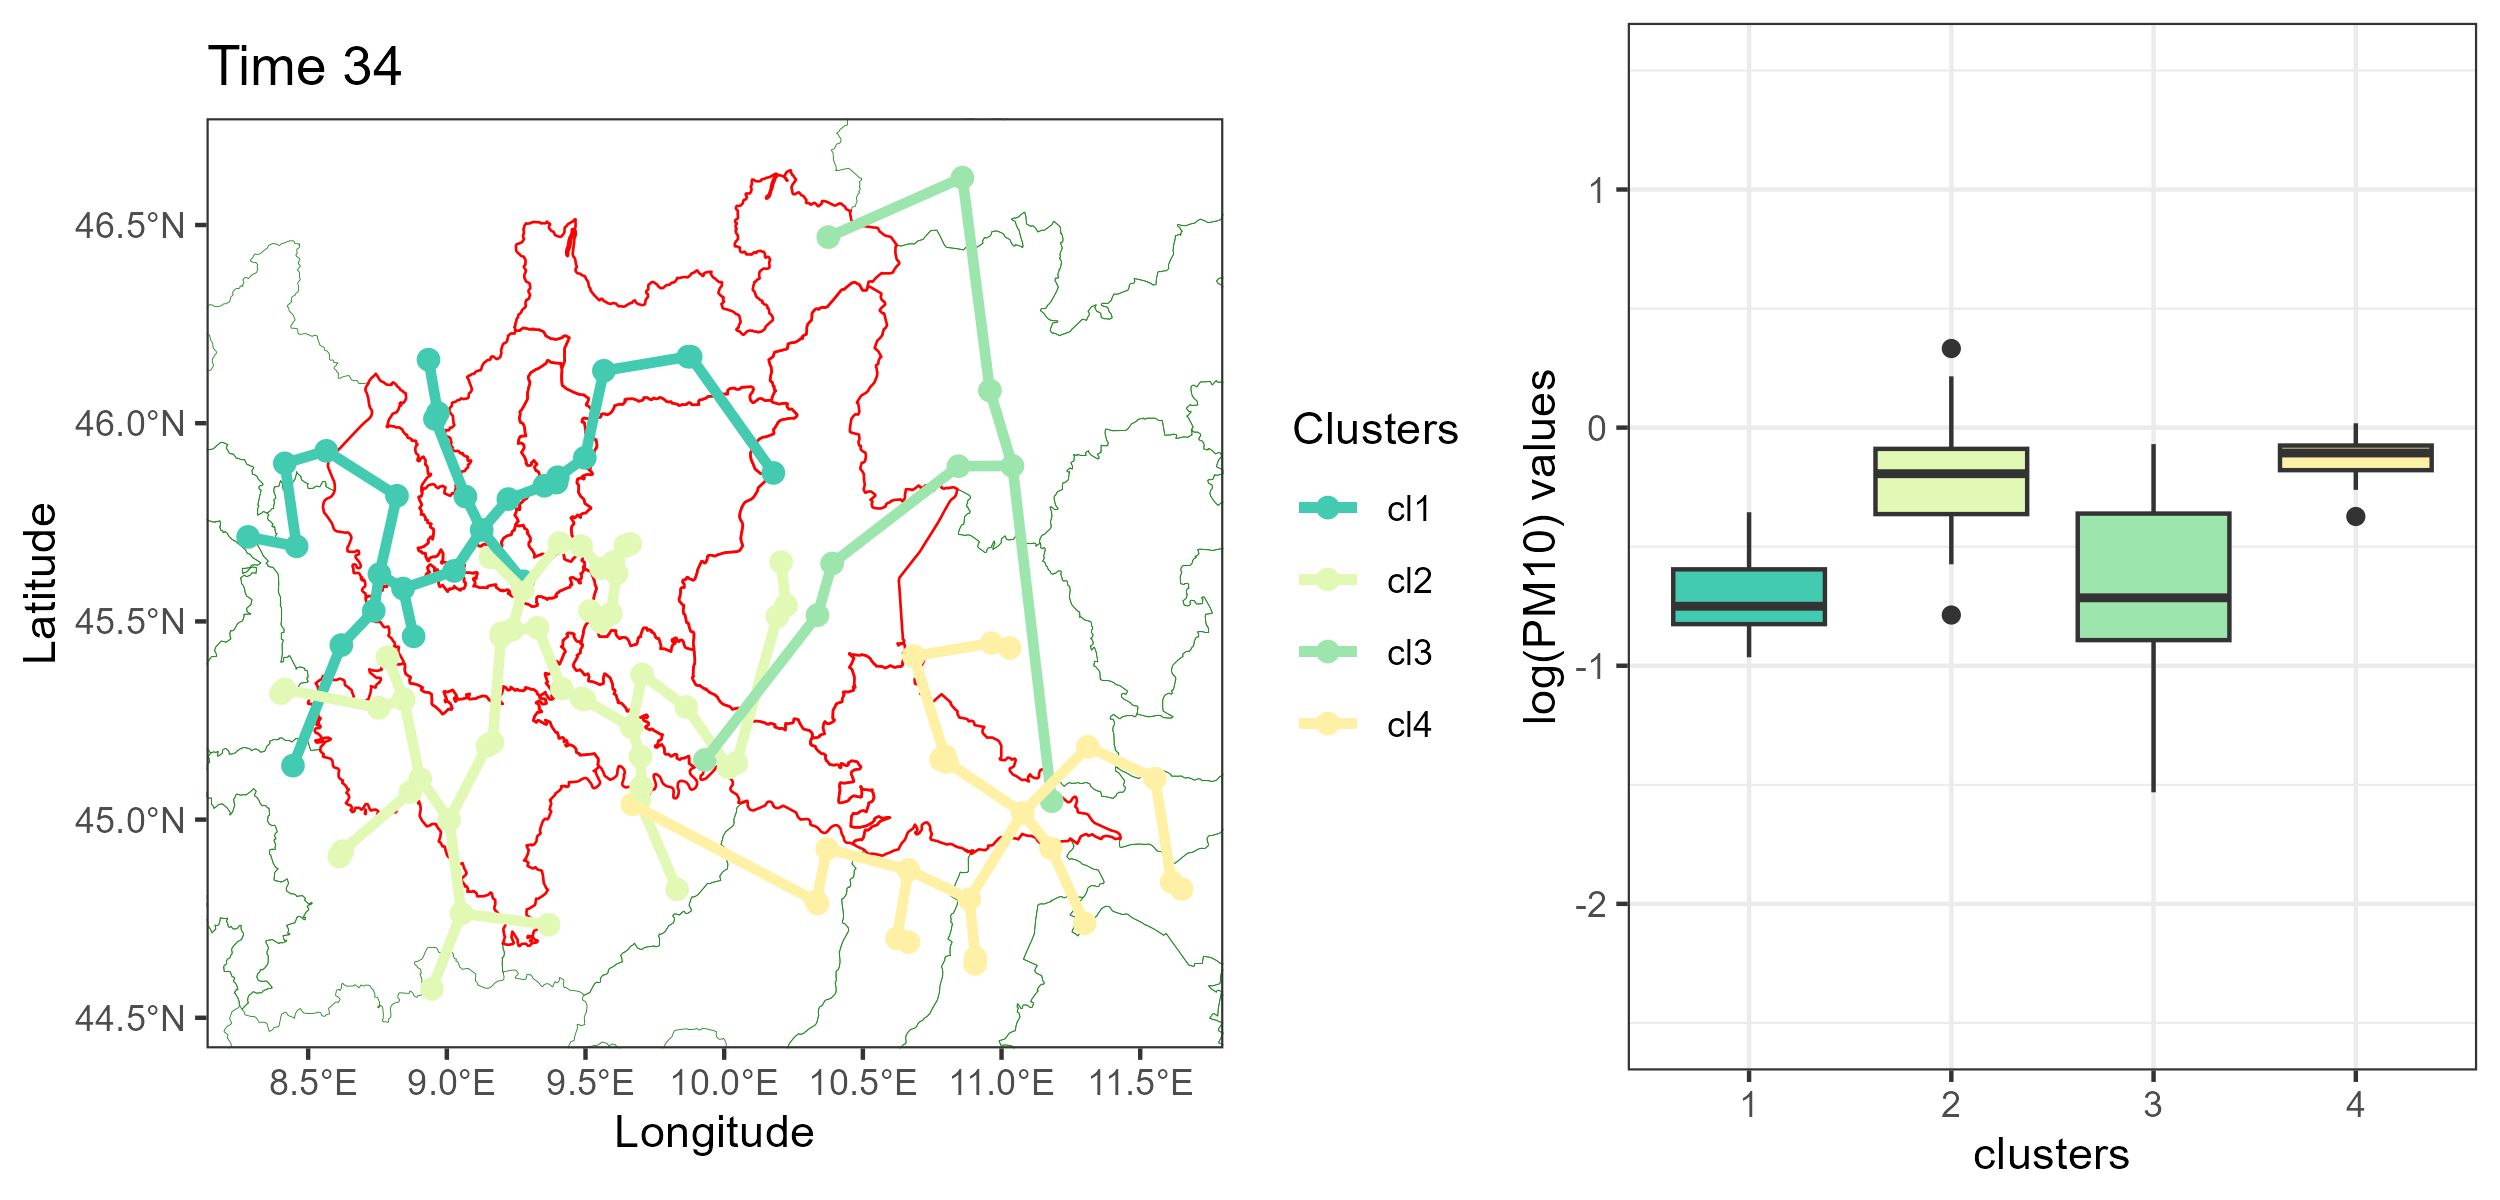 Time 34
46.5°N
46.0°N
45.5°N
45.0°N
44.5°N
Latitude
8.5°E 9.0°E 9.5°E 10.0°E 10.5°E 11.0°E 11.5°E
Longitude
Clusters
cl1
cl2
cl3
cl4
log(PM10) values
1
0
-1
-2
1 2 3 4
clusters